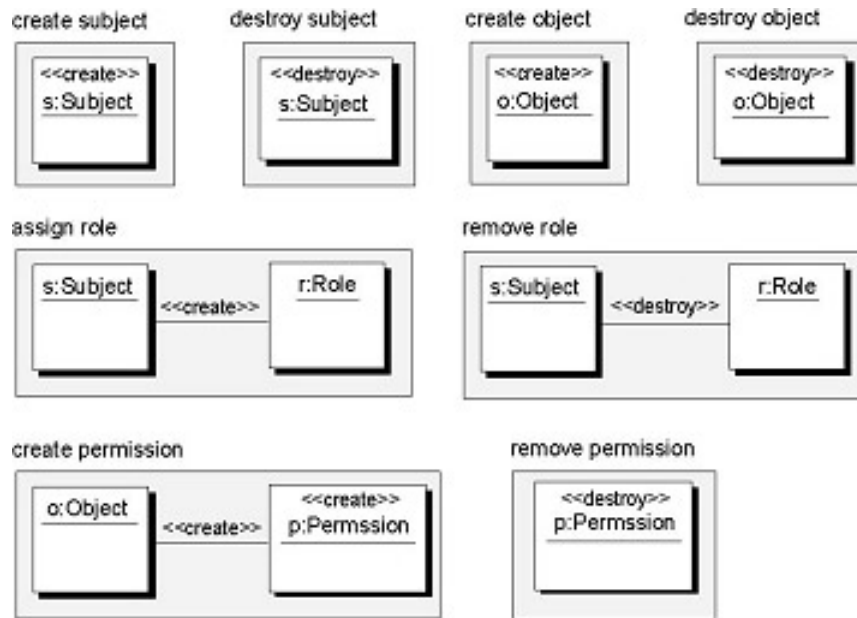 create subject
destroy subject
create object
destroy object
<<create>>
s:Subject
<<destroy>>
s:Subject
<<create>>
o:Object
<<destroy>>
o:Object
assign role
remove role
s:Subject
<<create>>
r:Role
s:Subject
<<destroy>>
r:Role
create permission
remove permission
o:Object
<<create>>
<<create>>
p:Permssion
<<destroy>>
p:Permssion